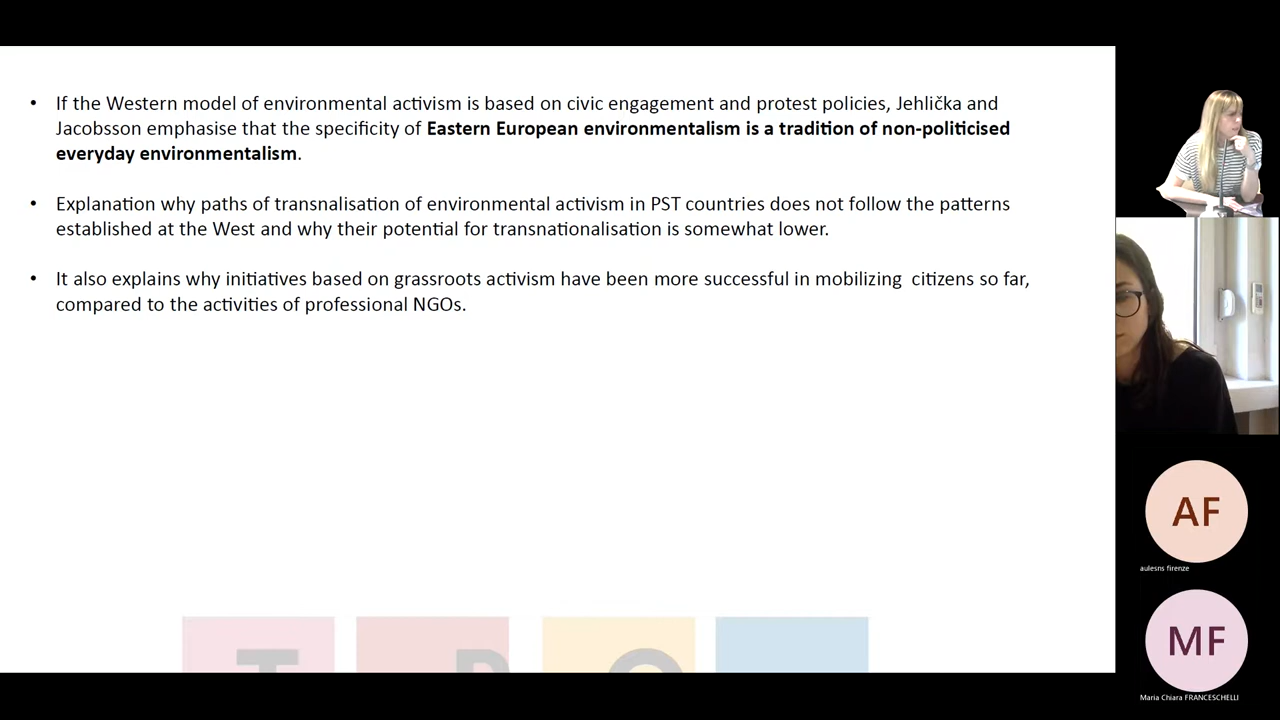 • If the Western model of environmental activism is based on civic engagement and protest policies, Jehlička and
Jacobsson emphasise that the specificity of Eastern European environmentalism is a tradition of non-politicised
everyday environmentalism.
• Explanation why paths of transnalisation of environmental activism in PST countries does not follow the patterns
established at the West and why their potential for transnationalisation is somewhat lower.
• It also explains why initiatives based on grassroots activism have been more successful in mobilizing  citizens so far,
compared to the activities of professional NGOs.
AF
aulesns firenze
MF
Maria Chiara FRANCESCHELLI